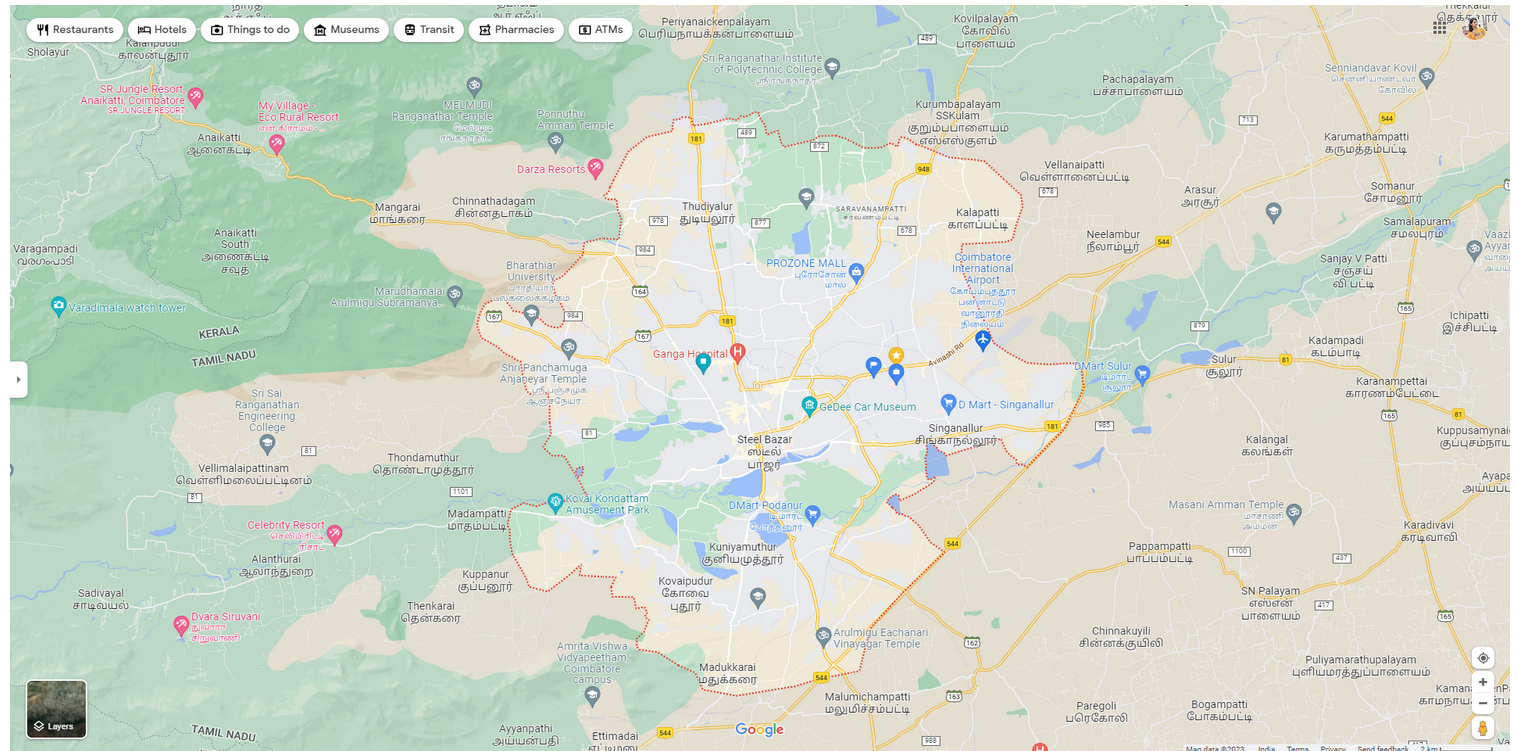 Restaurants
Hotels
Things to do
Museums
Transit
Pharmacies
ATMs
Periyanaickenpalayam
பெரியநாயக்கன்பாளையம்
Kovilpalayam
கோவில்
பாளையம்
489
Sholayur
காலனபுதூர்
Sri Ranganathar Institute
of Polytechnic College
Senniandavar Kovil
Pachapalayam
பச்சாபாளையம்
SR Jungle Resort,
Anaikatti, Coimbatore
SR JUNGLE RESORT
My Village -
Eco Rural Resort
MELMUDI
Ranganathar Temple
Ponnuthu
Amman Temple
Kurumbapalayam
SSKulam
குறும்பாபாளையம்
எஸ்எஸ்குளம்
713
544
Karumathampatti
கருமத்தம்பட்டி
Anaikatti
ஆனைகட்டி
181
489
872
948
Darza Resorts
Vellanaipatti
வெள்ளானைப்பட்டி
678
Arasur
அரசூர்
Somanur
சோமனூர்
Mangarai
மாங்கரை
Chinnathadagam
சின்னதடாகம்
Thudiyalur
துடியலூர்
978
877
SARAVANAMPATTI
சரவணம்பட்டி
678
Kalapatti
காளப்பட்டி
Samalapuram
சமலபுரம்
Neelambur
நீலாம்பூர்
544
Anaikatti
South
அணைகட்டி
சவுத்
Varagampadi
984
PROZONE MALL
புரோசோன்
மால்
Coimbatore
International
Airport
கோயம்புத்தூர்
பன்னாட்டு
வானூர்தி
நிலையம்
Sanjay V Patti
சஞ்சய்
வி பட்டி
Bharathiar
University
Marudhamalai
Arulmigu Subramanya...
164
Varadimala watch tower
167
984
181
165
Ichipatti
இச்சிபட்டி
KERALA
TAMIL NADU
167
879
Kadampadi
கடம்பாடி
Ganga Hospital
Avinashi Rd
Sulur
சூலூர்
81
DMart Sulur
Shri Panchamuga
Anjaneyar Temple
Sri Sai
Ranganathan
Engineering
College
Karanampettai
காரணம்பேட்டை
165
81
GeDee Car Museum
D Mart - Singanallur
Singanallur
சிங்காநல்லூர்
181
985
81
81
Steel Bazar
ஸ்டீல்
பாஜர்
Kalangal
கலங்கள்
Thondamuthur
தொண்டாமுத்தூர்
Vellimalaipattinam
வெள்ளிமலைப்பட்டினம்
81
1101
Kovai Kondattam
Amusement Park
Madampatti
மாதம்பட்டி
DMart Podanur
Masani Amman Temple
மாசாணி
அம்மன்
Karadivavi
கரடிவாவி
Celebrity Resort
Alanthurai
ஆலாந்துறை
Kuniyamuthur
குனியமுத்தூர்
544
Pappampatti
பாப்பம்பட்டி
1100
437
Kuppanur
குப்பனூர்
Kovaipudur
கோவை
புதூர்
Sadivayal
சாடிவயல்
Thenkarai
தென்கரை
SN Palayam
எஸ்என்
பாளையம்
417
165
Dvara Siruvani
துவாரா
சிறுவாணி
Arulmigu Eachanari
Vinayagar Temple
162
Chinnakuyili
சின்னக்குயிலி
Amrita Vishwa
Vidyapeetham,
Coimbatore
campus
Madukkarai
மதுக்கரை
544
Puliyamarathupalayam
புளியமரத்துப்பாளையம்
Malumichampatti
மலுமிச்சம்பட்டி
163
Paregoli
பரெகோலி
Bogampatti
போகம்பட்டி
Layers
TAMIL NADU
Ayyanpathi
அய்யன்பதி
Ettimadai
544
Google
988
Map data ©2023
India
Terms
Privacy
Send feedback
2 km